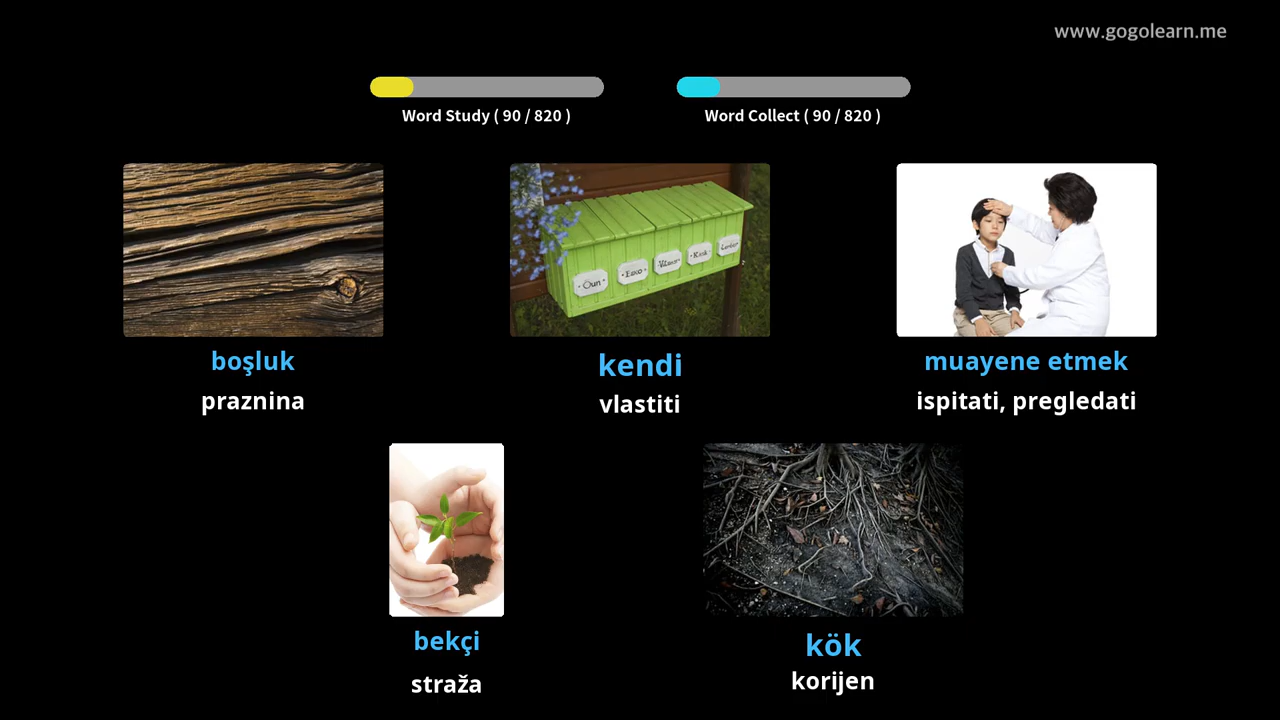 www.gogolearn.me
Word Study ( 90 / 820 )
Word Collect ( 90 / 820 )
boşluk
praznina
kendi
vlastiti
muayene etmek
ispitati, pregledati
bekçi
straža
kök
korijen